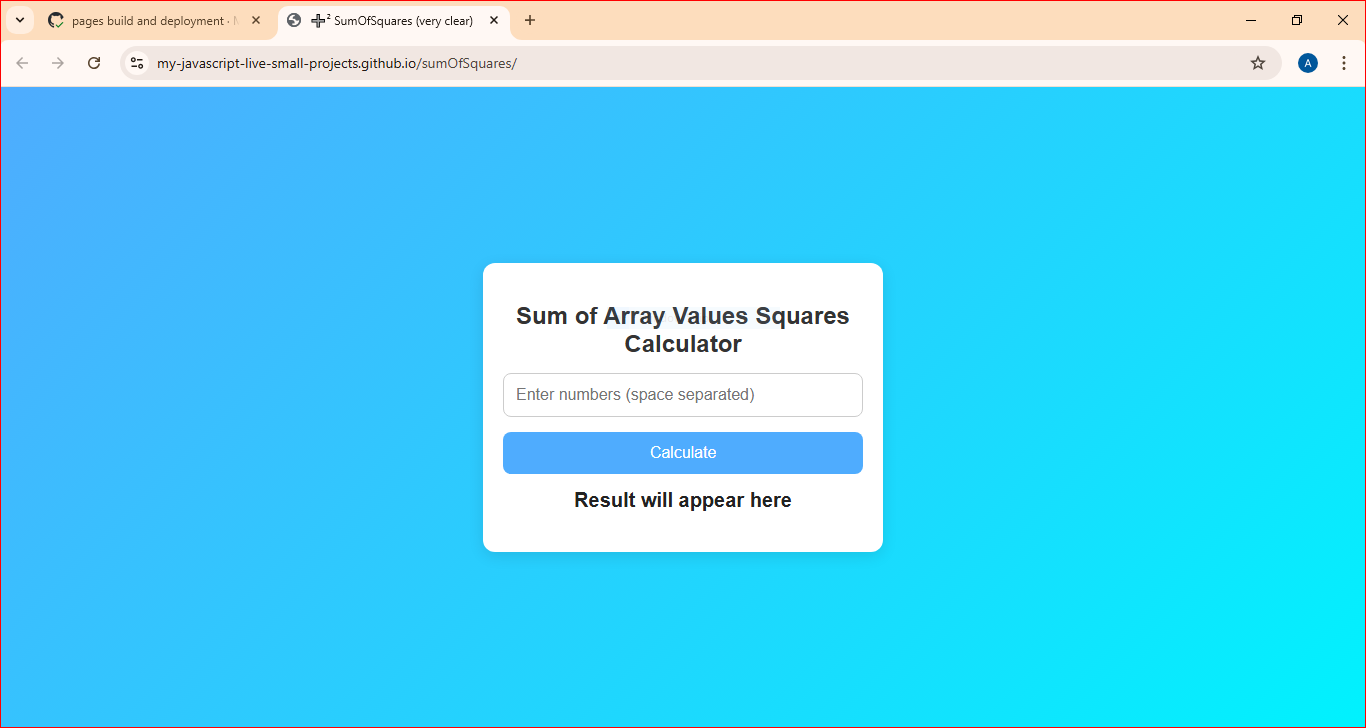 pages build and deployment ·
➕² SumOfSquares (very clear)
my-javascript-live-small-projects.github.io/sumOfSquares/
A
Sum of Array Values Squares
Calculator
Enter numbers (space separated)
Calculate
Result will appear here